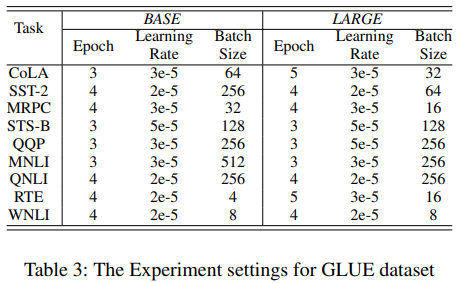 Task BASE LARGE
Epoch Learning Rate Batch Size Epoch Learning Rate Batch Size
CoLA 3 3e-5 64 5 3e-5 32
SST-2 4 2e-5 256 4 2e-5 64
MRPC 4 3e-5 32 4 3e-5 16
STS-B 3 5e-5 128 3 5e-5 128
QQP 3 3e-5 256 3 5e-5 256
MNLI 3 3e-5 512 3 3e-5 256
QNLI 4 2e-5 256 4 2e-5 256
RTE 4 2e-5 4 5 3e-5 16
WNLI 4 2e-5 8 4 2e-5 8
Table 3: The Experiment settings for GLUE dataset